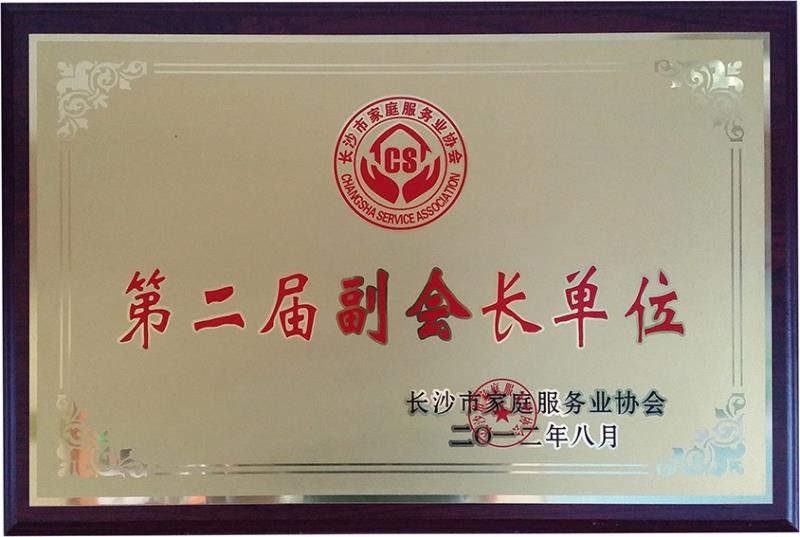 长沙市家庭服务业协会
CS
CHANGSHA SERVICE ASSOCIATION
第二届副会长单位
长沙市家庭服务业协会
二〇一二年八月